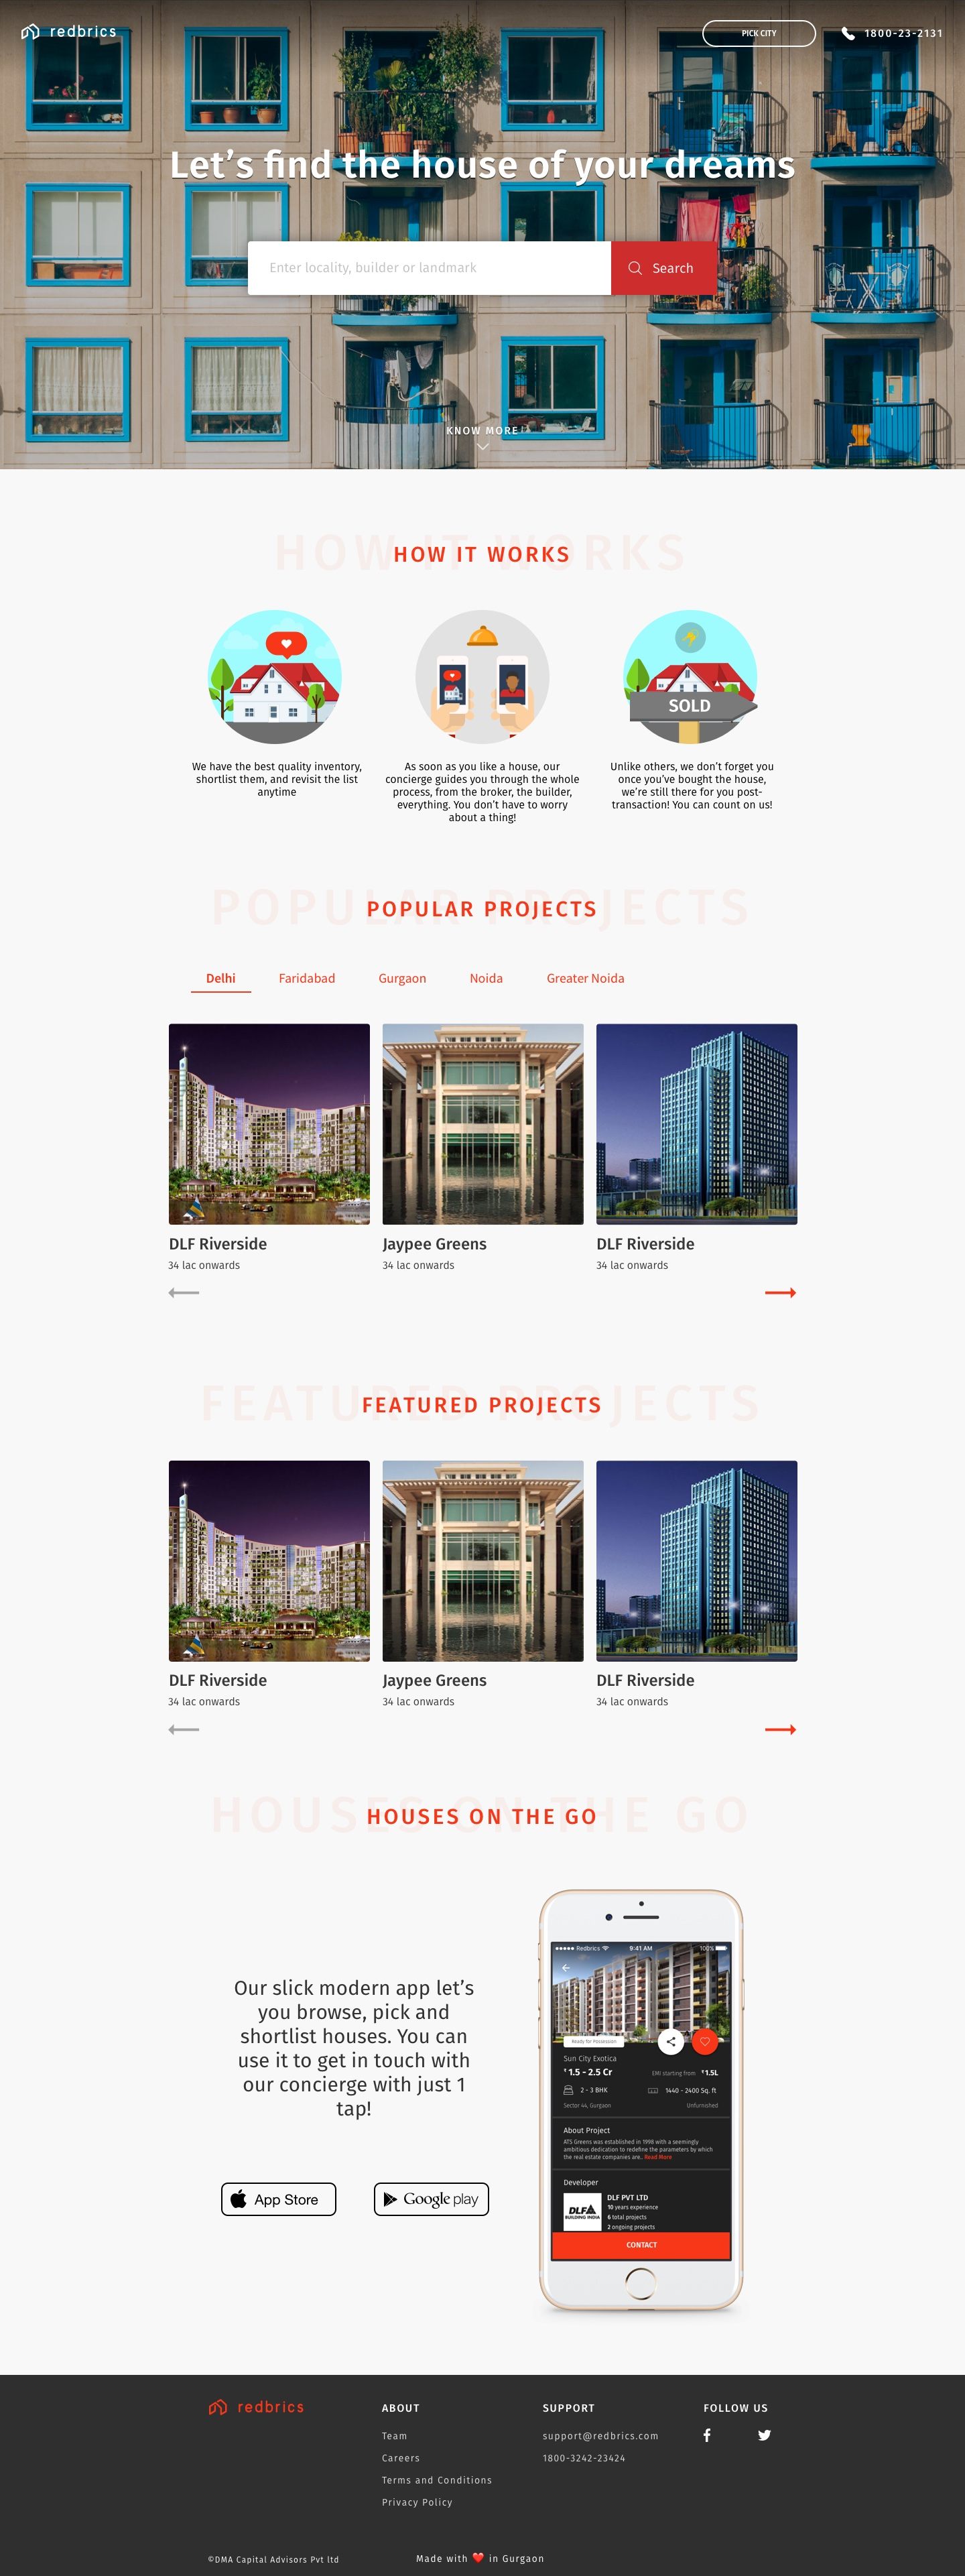 redbrics
PICK CITY
1800-23-2131
Let’s find the house of your dreams
Enter locality, builder or landmark
Search
KNOW MORE
HOW IT WORKS
HOW IT WORKS
We have the best quality inventory,
shortlist them, and revisit the list
anytime
As soon as you like a house, our
concierge guides you through the whole
process, from the broker, the builder,
everything. You don’t have to worry
about a thing!
SOLD
Unlike others, we don’t forget you
once you’ve bought the house,
we’re still there for you post-
transaction! You can count on us!
POPULAR PROJECTS
POPULAR PROJECTS
Delhi
Faridabad
Gurgaon
Noida
Greater Noida
DLF Riverside
34 lac onwards
Jaypee Greens
34 lac onwards
DLF Riverside
34 lac onwards
FEATURED PROJECTS
FEATURED PROJECTS
DLF Riverside
34 lac onwards
Jaypee Greens
34 lac onwards
DLF Riverside
34 lac onwards
HOUSES ON THE GO
HOUSES ON THE GO
Our slick modern app let’s
you browse, pick and
shortlist houses. You can
use it to get in touch with
our concierge with just 1
tap!
App Store
Google play
Redbrics
9:41 AM
100%
Ready for Possession
Sun City Exotica
₹ 1.5 - 2.5 Cr
EMI starting from ₹1.5L
2 - 3 BHK
1440 - 2400 Sq. ft
Sector 44, Gurgaon
Unfurnished
About Project
ATS Greens was established in 1998 with a seemingly
ambitious dedication to redefine the parameters by which
the real estate companies are.. Read More
Developer
DLF
BUILDING INDIA
DLF PVT LTD
10 years experience
6 total projects
2 ongoing projects
CONTACT
redbrics
ABOUT
Team
Careers
Terms and Conditions
Privacy Policy
SUPPORT
support@redbrics.com
1800-3242-23424
FOLLOW US
©DMA Capital Advisors Pvt ltd
Made with ❤️ in Gurgaon